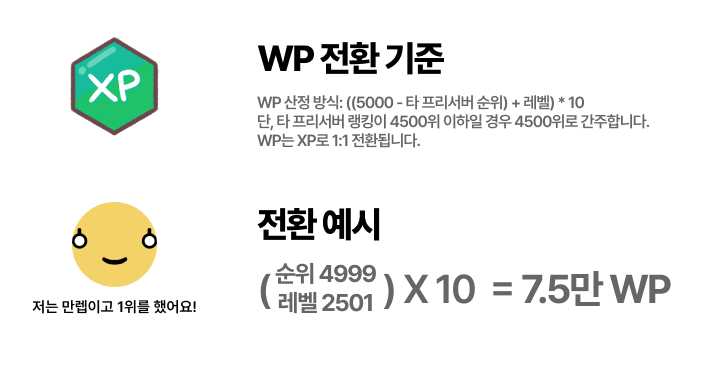 XP
WP 전환 기준
WP 산정 방식: ((5000 - 타 프리서버 순위) + 레벨) * 10
단, 타 프리서버 랭킹이 4500위 이하일 경우 4500위로 간주합니다.
WP는 XP로 1:1 전환됩니다.
전환 예시
(순위 4999
레벨 2501) X 10 = 7.5만 WP
저는 만렙이고 1위를 했어요!